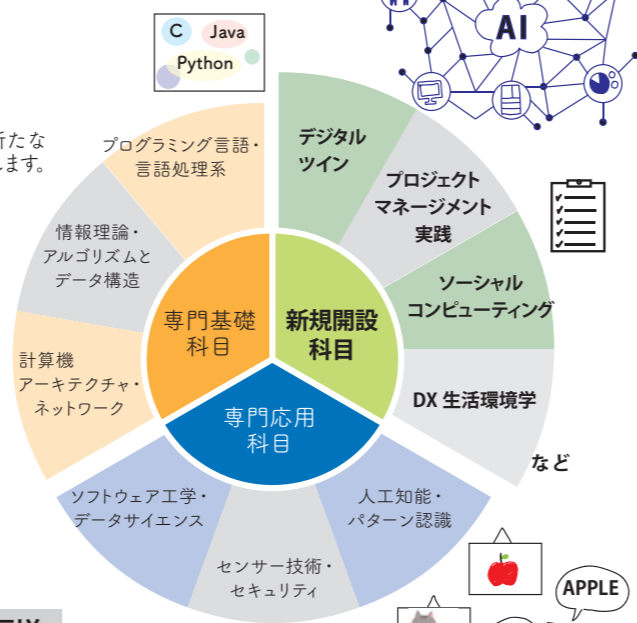 C
Java
Python
AI
新たな
します。
プログラミング言語・
言語処理系
情報理論・
アルゴリズムと
データ構造
計算機
アーキテクチャ・
ネットワーク
専門基礎
科目
新規開設
科目
専門応用
科目
デジタル
ツイン
プロジェクト
マネージメント
実践
ソーシャル
コンピューティング
DX 生活環境学
など
ソフトウェア工学・
データサイエンス
センサー技術・
セキュリティ
人工知能・
パターン認識
APPLE